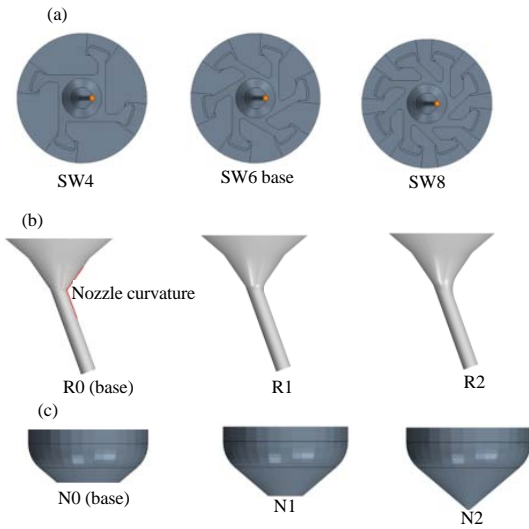 (a)
SW4
SW6 base
SW8
(b)
Nozzle curvature
R0 (base)
R1
R2
(c)
N0 (base)
N1
N2